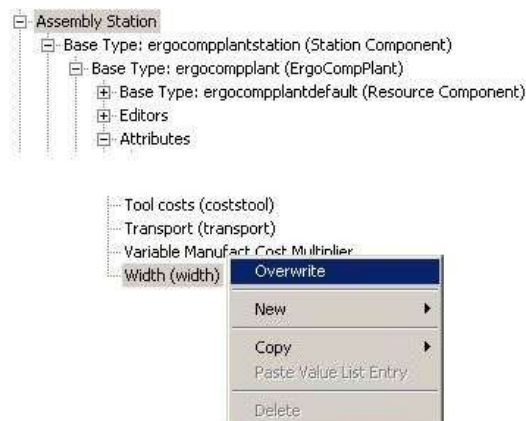 Assembly Station
Base Type: ergocompplantstation (Station Component)
Base Type: ergocompplant (ErgoCompPlant)
Base Type: ergocompplantdefault (Resource Component)
Editors
Attributes
Tool costs (coststool)
Transport (transport)
Variable Manufact Cost Multiplier
Width (width)
Overwrite
New
Copy
Paste Value List Entry
Delete